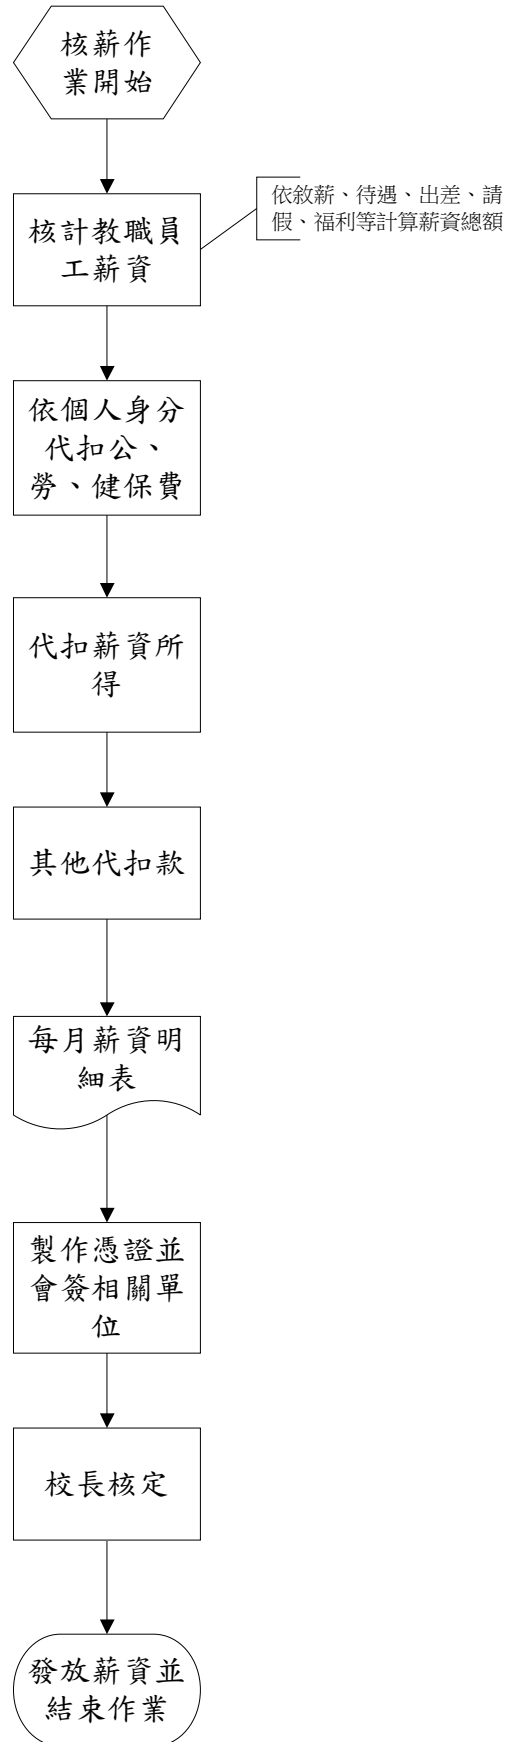 核薪作
業開始
核計教職員
工薪資
依敘薪、待遇、出差、請
假、福利等計算薪資總額
依個人身分
代扣公、
勞、健保費
代扣薪資所
得
其他代扣款
每月薪資明
細表
製作憑證並
會簽相關單
位
校長核定
發放薪資並
結束作業